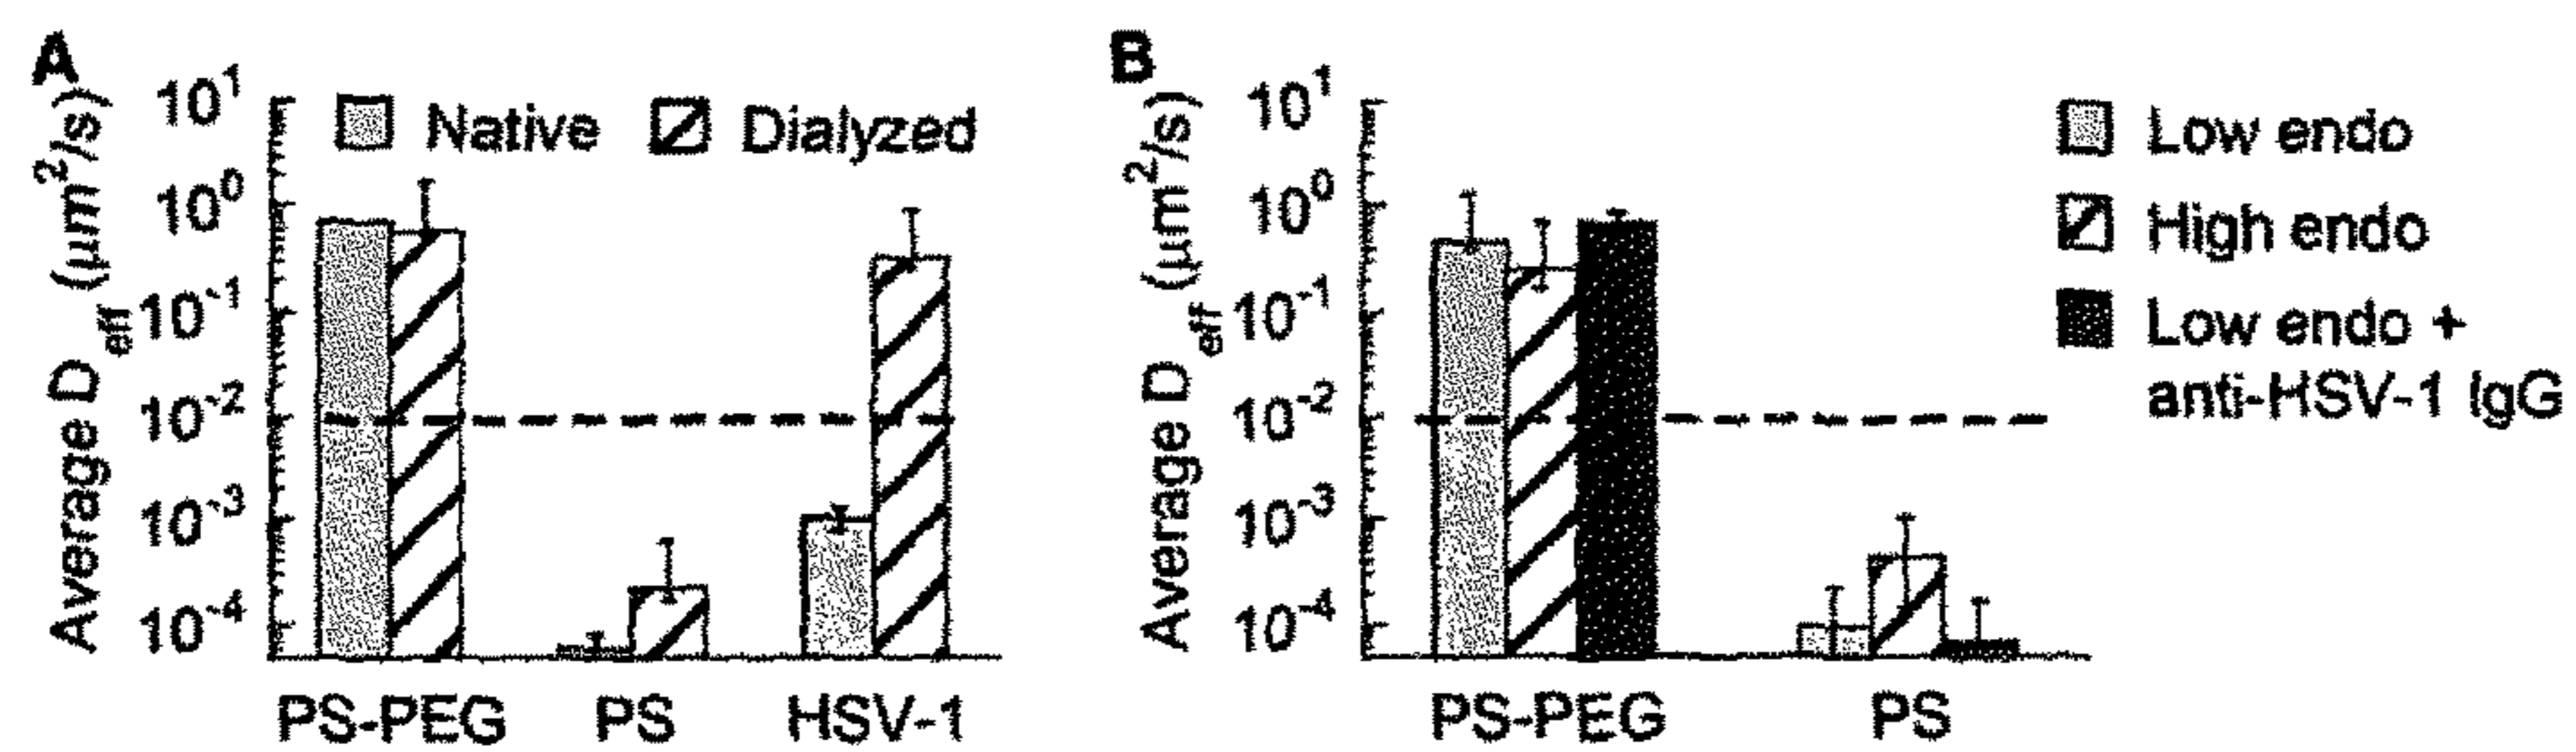 A
Average D_eff (μm²/s)
10¹
10⁰
10⁻¹
10⁻²
10⁻³
10⁻⁴
Native
Dialyzed
PS-PEG
PS
HSV-1
B
Average D_eff (μm²/s)
10¹
10⁰
10⁻¹
10⁻²
10⁻³
10⁻⁴
PS-PEG
PS
Low endo
High endo
Low endo +
anti-HSV-1 IgG